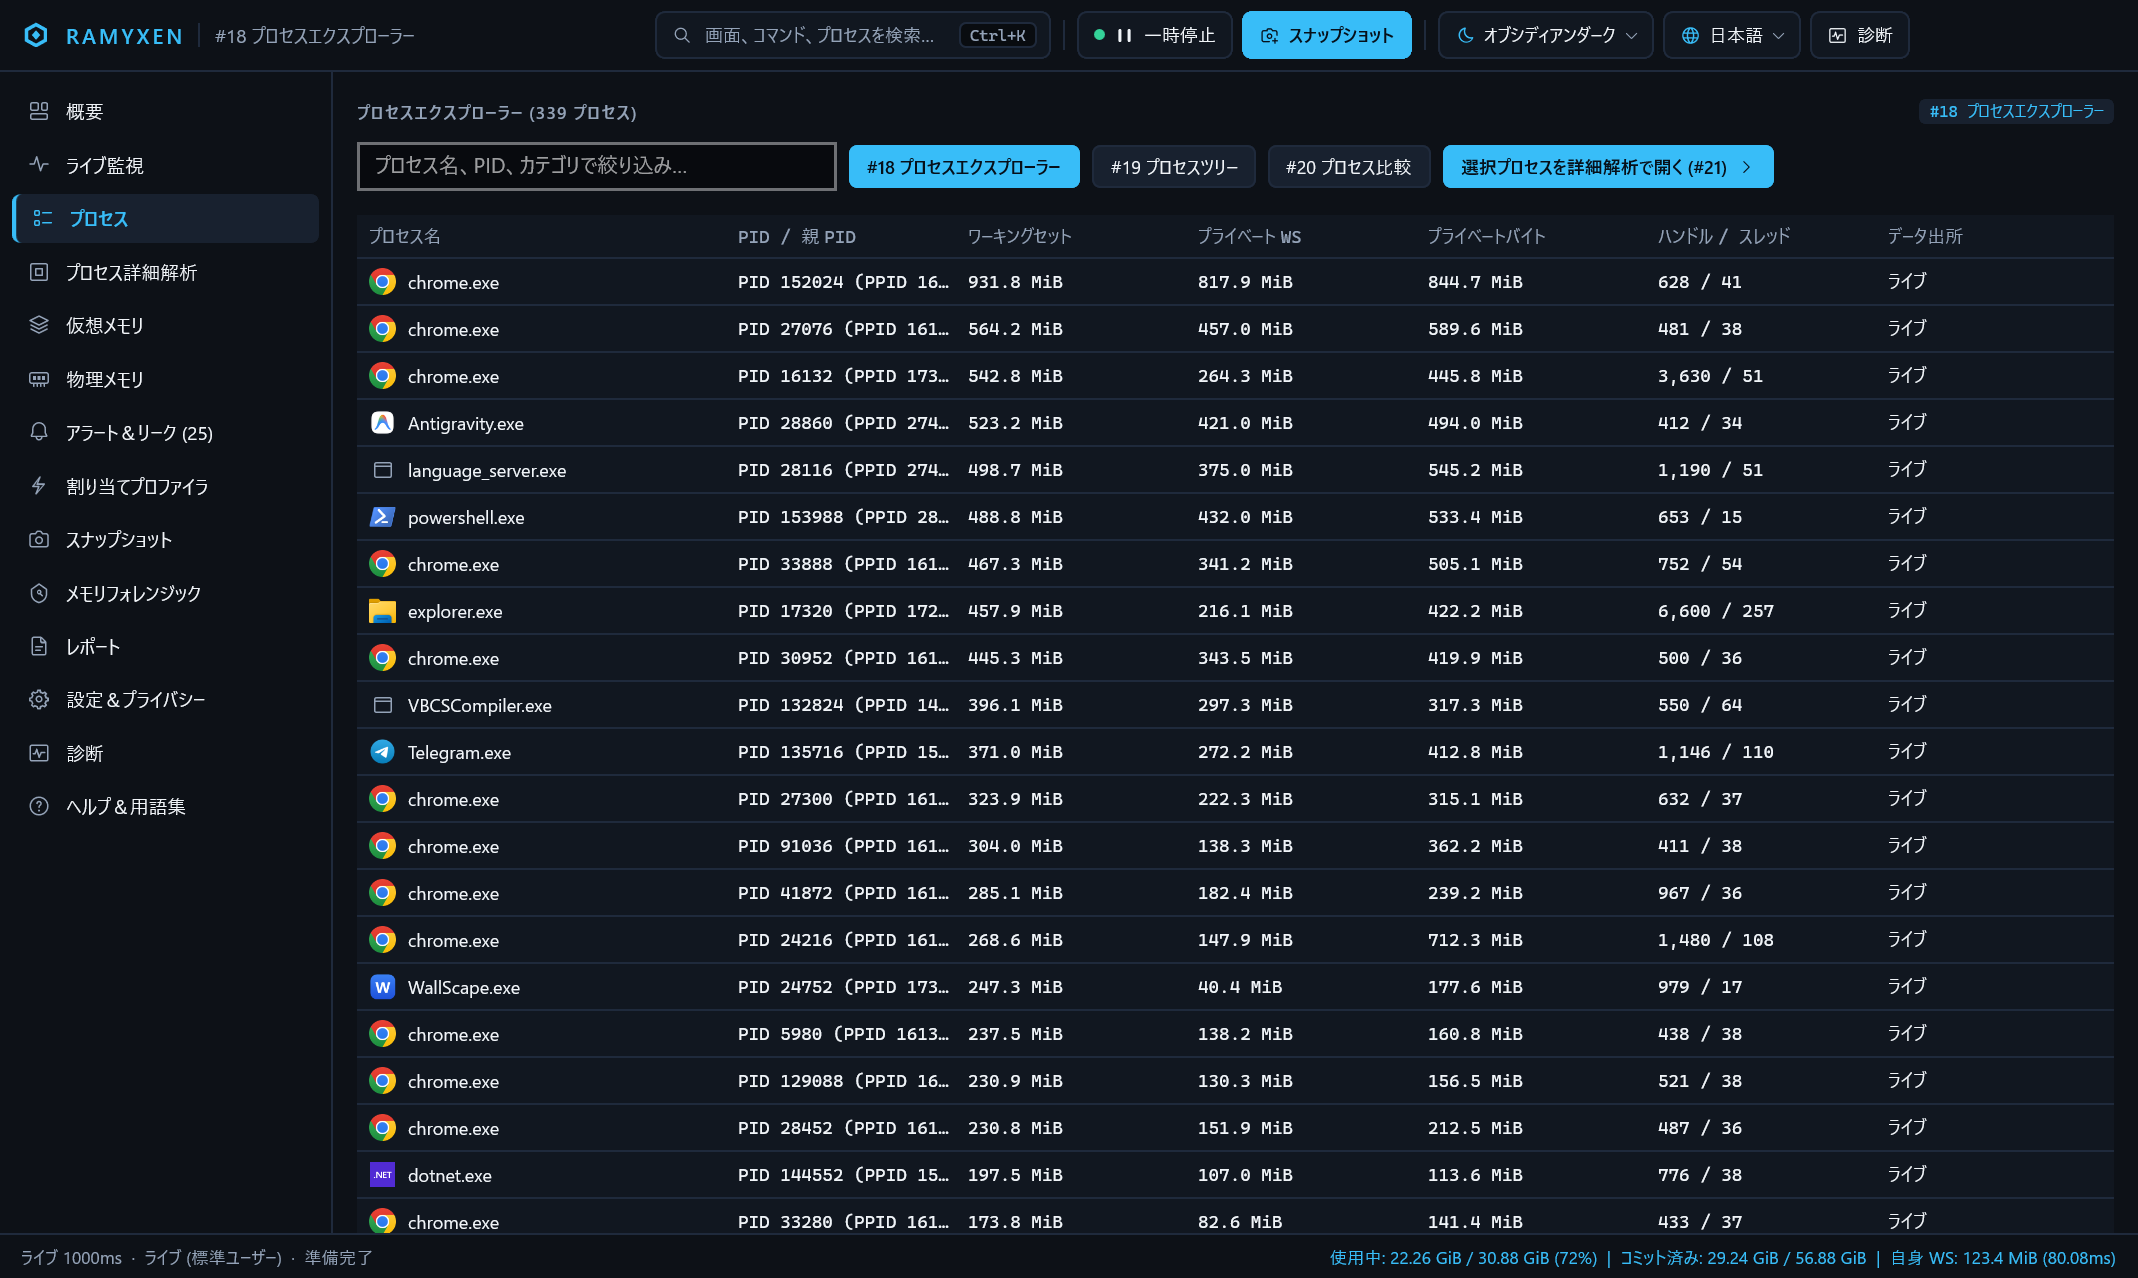 RAMYXEN #18 プロセスエクスプローラー 画面、コマンド、プロセスを検索... Ctrl+K 一時停止 スナップショット オブシディアンダーク 日本語 診断
概要
ライブ監視
プロセス
プロセス詳細解析
仮想メモリ
物理メモリ
アラート＆リーク (25)
割り当てプロファイラ
スナップショット
メモリフォレンジック
レポート
設定＆プライバシー
診断
ヘルプ＆用語集
プロセスエクスプローラー (339 プロセス) #18 プロセスエクスプローラー
プロセス名、PID、カテゴリで絞り込み... #18 プロセスエクスプローラー #19 プロセスツリー #20 プロセス比較 選択プロセスを詳細解析で開く (#21)
プロセス名 PID / 親 PID ワーキングセット プライベート WS プライベートバイト ハンドル / スレッド データ出所
chrome.exe PID 152024 (PPID 16... 931.8 MiB 817.9 MiB 844.7 MiB 628 / 41 ライブ
chrome.exe PID 27076 (PPID 161... 564.2 MiB 457.0 MiB 589.6 MiB 481 / 38 ライブ
chrome.exe PID 16132 (PPID 173... 542.8 MiB 264.3 MiB 445.8 MiB 3,630 / 51 ライブ
Antigravity.exe PID 28860 (PPID 274... 523.2 MiB 421.0 MiB 494.0 MiB 412 / 34 ライブ
language_server.exe PID 28116 (PPID 274... 498.7 MiB 375.0 MiB 545.2 MiB 1,190 / 51 ライブ
powershell.exe PID 153988 (PPID 28... 488.8 MiB 432.0 MiB 533.4 MiB 653 / 15 ライブ
chrome.exe PID 33888 (PPID 161... 467.3 MiB 341.2 MiB 505.1 MiB 752 / 54 ライブ
explorer.exe PID 17320 (PPID 172... 457.9 MiB 216.1 MiB 422.2 MiB 6,600 / 257 ライブ
chrome.exe PID 30952 (PPID 161... 445.3 MiB 343.5 MiB 419.9 MiB 500 / 36 ライブ
VBCSCompiler.exe PID 132824 (PPID 14... 396.1 MiB 297.3 MiB 317.3 MiB 550 / 64 ライブ
Telegram.exe PID 135716 (PPID 15... 371.0 MiB 272.2 MiB 412.8 MiB 1,146 / 110 ライブ
chrome.exe PID 27300 (PPID 161... 323.9 MiB 222.3 MiB 315.1 MiB 632 / 37 ライブ
chrome.exe PID 91036 (PPID 161... 304.0 MiB 138.3 MiB 362.2 MiB 411 / 38 ライブ
chrome.exe PID 41872 (PPID 161... 285.1 MiB 182.4 MiB 239.2 MiB 967 / 36 ライブ
chrome.exe PID 24216 (PPID 161... 268.6 MiB 147.9 MiB 712.3 MiB 1,480 / 108 ライブ
W WallScape.exe PID 24752 (PPID 173... 247.3 MiB 40.4 MiB 177.6 MiB 979 / 17 ライブ
chrome.exe PID 5980 (PPID 1613... 237.5 MiB 138.2 MiB 160.8 MiB 438 / 38 ライブ
chrome.exe PID 129088 (PPID 16... 230.9 MiB 130.3 MiB 156.5 MiB 521 / 38 ライブ
chrome.exe PID 28452 (PPID 161... 230.8 MiB 151.9 MiB 212.5 MiB 487 / 36 ライブ
.NET dotnet.exe PID 144552 (PPID 15... 197.5 MiB 107.0 MiB 113.6 MiB 776 / 38 ライブ
chrome.exe PID 33280 (PPID 161... 173.8 MiB 82.6 MiB 141.4 MiB 433 / 37 ライブ
ライブ 1000ms · ライブ (標準ユーザー) · 準備完了 使用中: 22.26 GiB / 30.88 GiB (72%) | コミット済み: 29.24 GiB / 56.88 GiB | 自身 WS: 123.4 MiB (80.08ms)